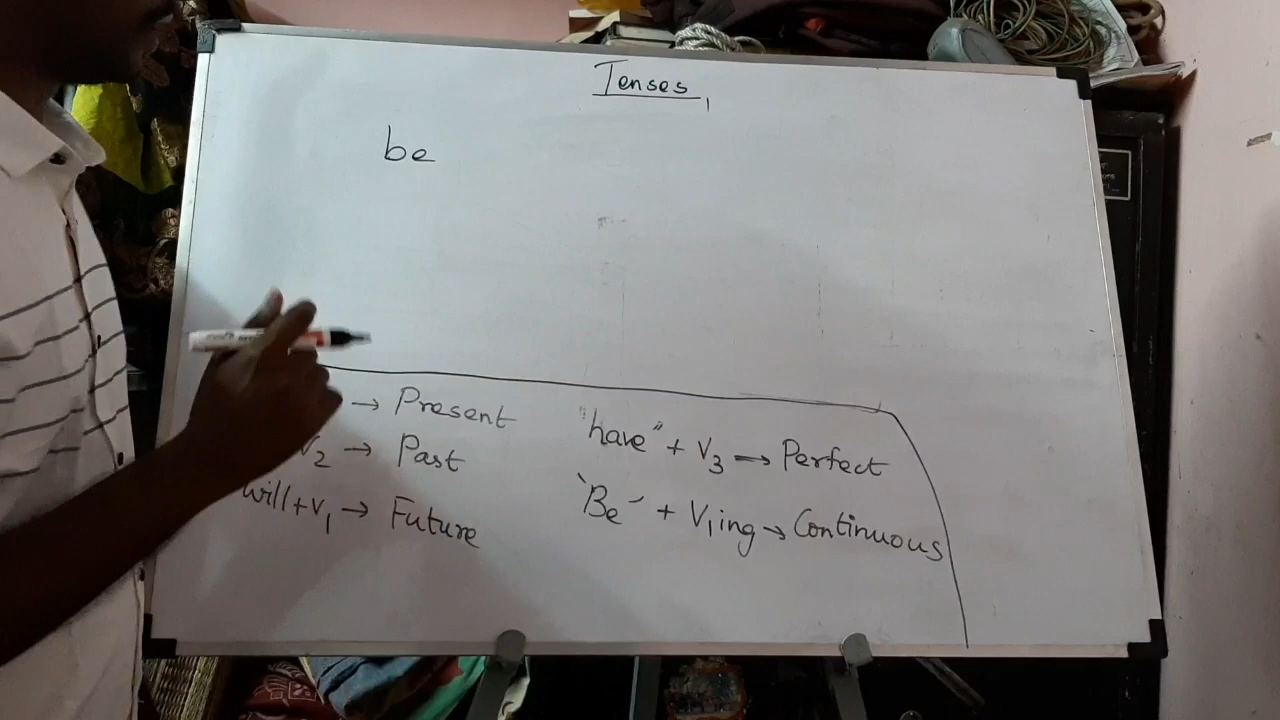 Tenses
be
→ Present
V2 → Past
will+V1 → Future
"have" + V3 → Perfect
'Be' + V1ing → Continuous